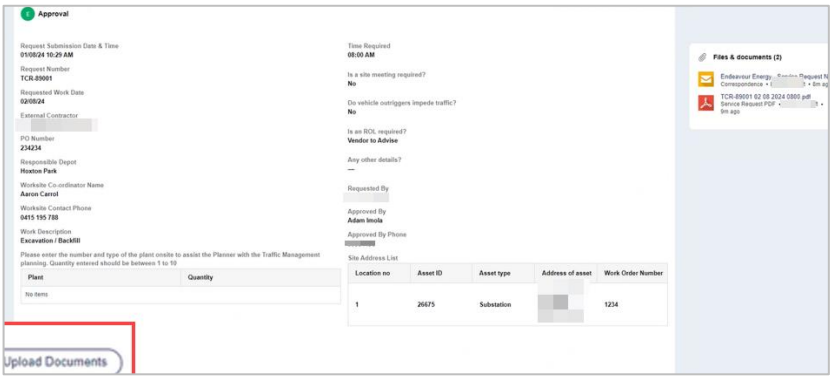 Approval
Request Submission Date & Time
01/08/24 10:29 AM
Request Number
TCR-89001
Requested Work Date
02/08/24
External Contractor
PO Number
234234
Responsible Depot
Hoxton Park
Worksite Co-ordinator Name
Aaron Carrol
Worksite Contact Phone
0415 195 788
Work Description
Excavation / Backfill
Please enter the number and type of the plant onsite to assist the Planner with the Traffic Management
planning. Quantity entered should be between 1 to 10
Plant Quantity
No items
Upload Documents
Time Required
08:00 AM
Is a site meeting required?
No
Do vehicle outriggers impede traffic?
No
Is an ROL required?
Vendor to Advise
Any other details?
—
Requested By
Approved By
Adam Imola
Approved By Phone
Site Address List
Location no Asset ID Asset type Address of asset Work Order Number
1 26675 Substation 1234
Files & documents (2)
Endeavour Energy Service Request N
Correspondence • 8m ag
TCR-89001 02 08 2024 0800 pdf
Service Request PDF •
9m ago